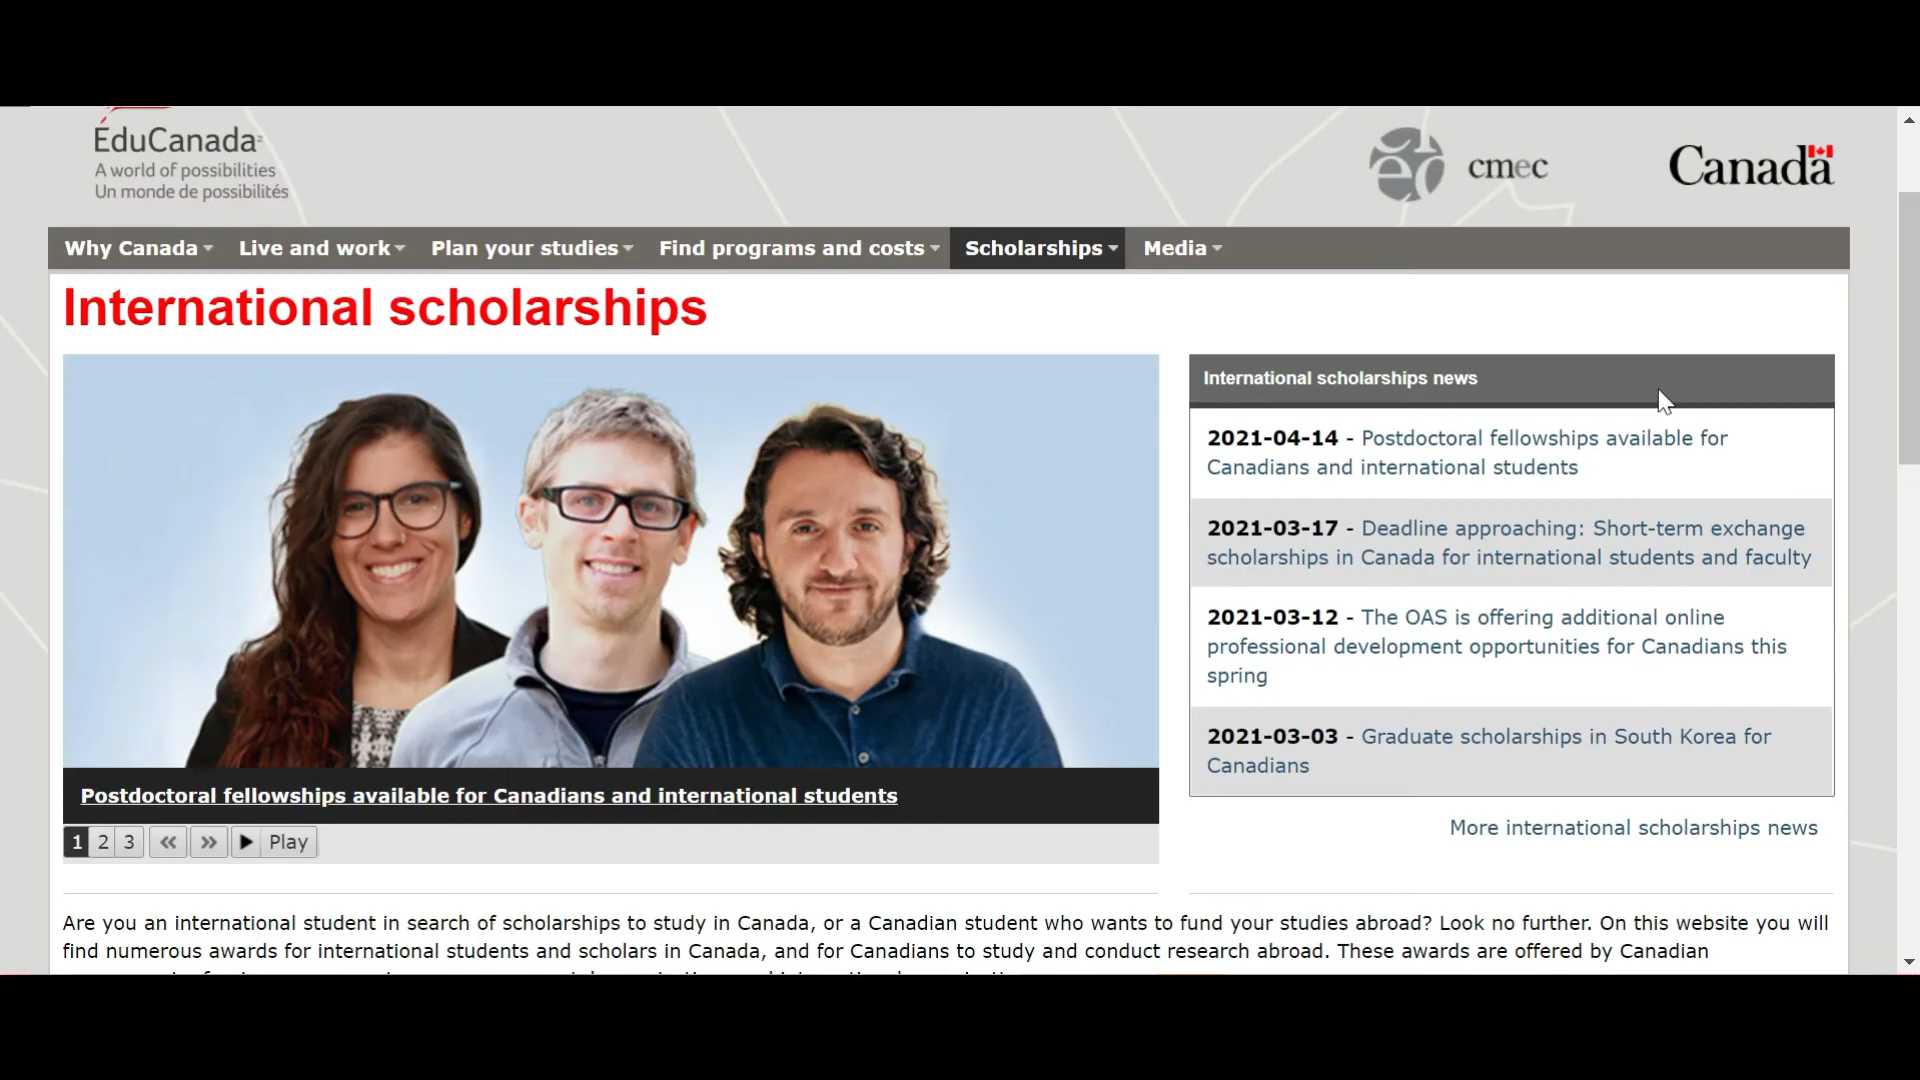 ÉduCanada
A world of possibilities
Un monde de possibilités
cmec
Canada
Why Canada
Live and work
Plan your studies
Find programs and costs
Scholarships
Media
International scholarships
Postdoctoral fellowships available for Canadians and international students
1 2 3 « » Play
International scholarships news
2021-04-14 - Postdoctoral fellowships available for
Canadians and international students
2021-03-17 - Deadline approaching: Short-term exchange
scholarships in Canada for international students and faculty
2021-03-12 - The OAS is offering additional online
professional development opportunities for Canadians this
spring
2021-03-03 - Graduate scholarships in South Korea for
Canadians
More international scholarships news
Are you an international student in search of scholarships to study in Canada, or a Canadian student who wants to fund your studies abroad? Look no further. On this website you will
find numerous awards for international students and scholars in Canada, and for Canadians to study and conduct research abroad. These awards are offered by Canadian